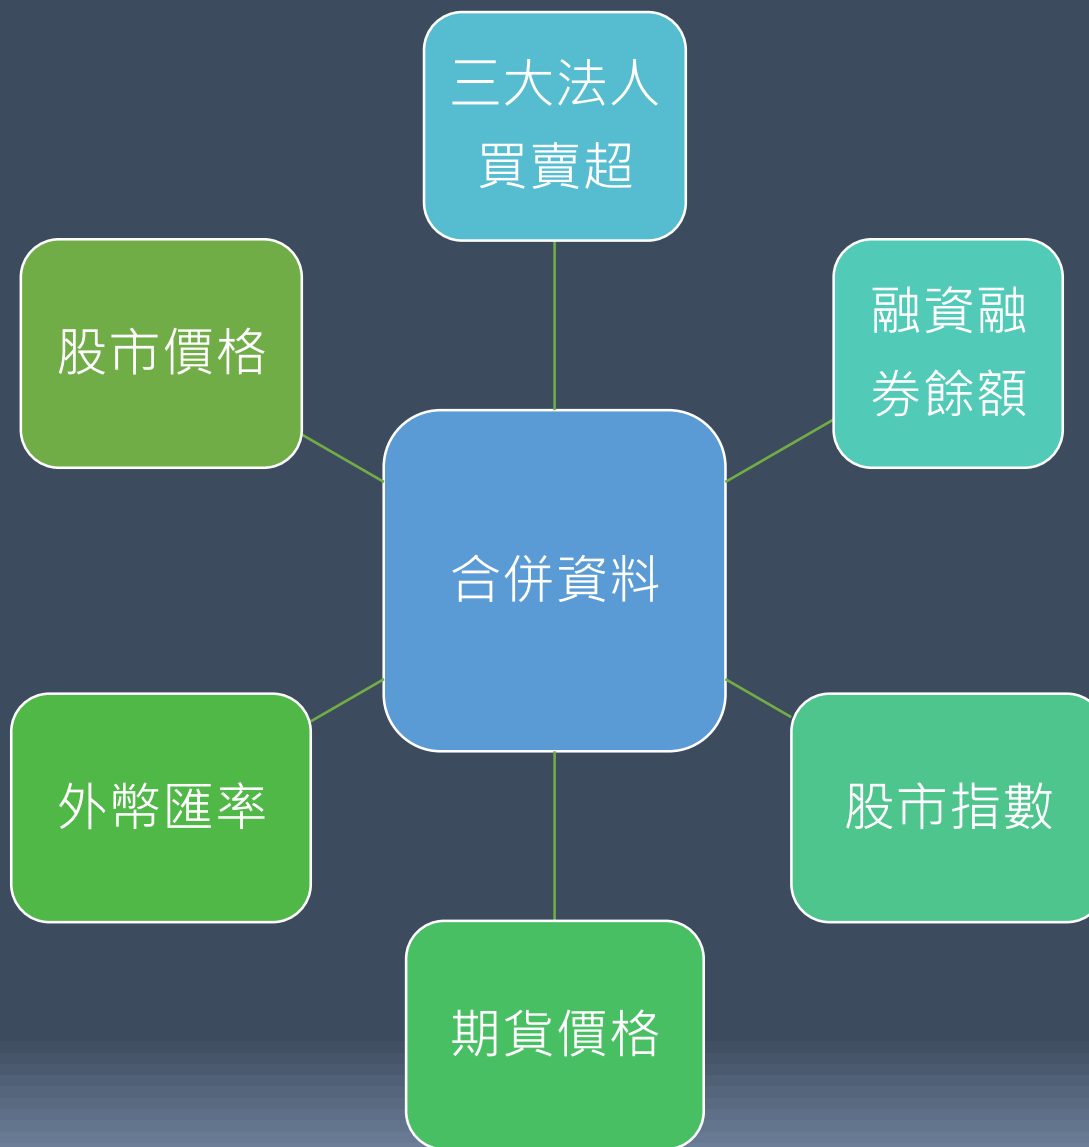 三大法人
買賣超
股市價格
融資融
券餘額
合併資料
外幣匯率
股市指數
期貨價格